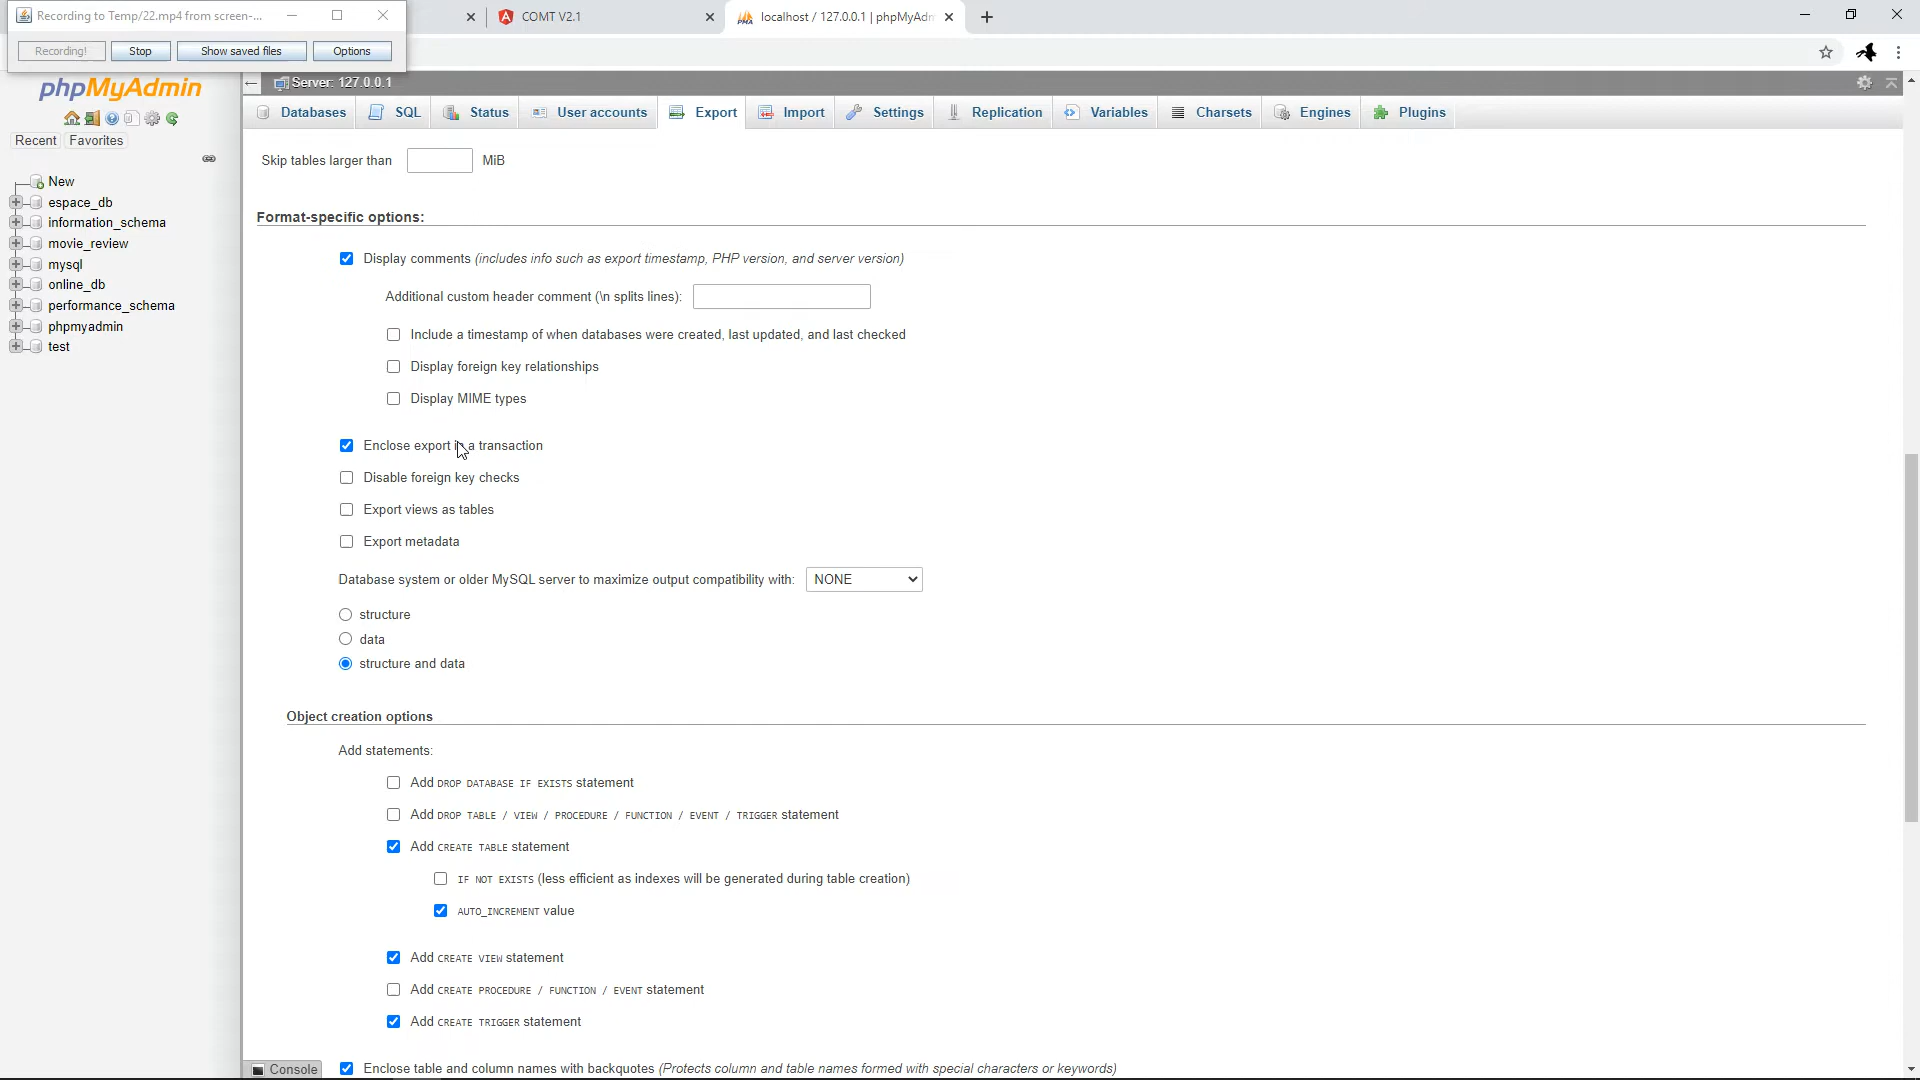 Recording to Temp/22.mp4 from screen-...
COMT V2.1
localhost / 127.0.0.1 | phpMyAdm
Recording!
Stop
Show saved files
Options
phpMyAdmin
Server: 127.0.0.1
Databases
SQL
Status
User accounts
Export
Import
Settings
Replication
Variables
Charsets
Engines
Plugins
Recent
Favorites
New
espace_db
information_schema
movie_review
mysql
online_db
performance_schema
phpmyadmin
test
Skip tables larger than
MiB
Format-specific options:
Display comments (includes info such as export timestamp, PHP version, and server version)
Additional custom header comment (\n splits lines):
Include a timestamp of when databases were created, last updated, and last checked
Display foreign key relationships
Display MIME types
Enclose export in a transaction
Disable foreign key checks
Export views as tables
Export metadata
Database system or older MySQL server to maximize output compatibility with: NONE
structure
data
structure and data
Object creation options
Add statements:
Add DROP DATABASE IF EXISTS statement
Add DROP TABLE / VIEW / PROCEDURE / FUNCTION / EVENT / TRIGGER statement
Add CREATE TABLE statement
IF NOT EXISTS (less efficient as indexes will be generated during table creation)
AUTO_INCREMENT value
Add CREATE VIEW statement
Add CREATE PROCEDURE / FUNCTION / EVENT statement
Add CREATE TRIGGER statement
Console
Enclose table and column names with backquotes (Protects column and table names formed with special characters or keywords)